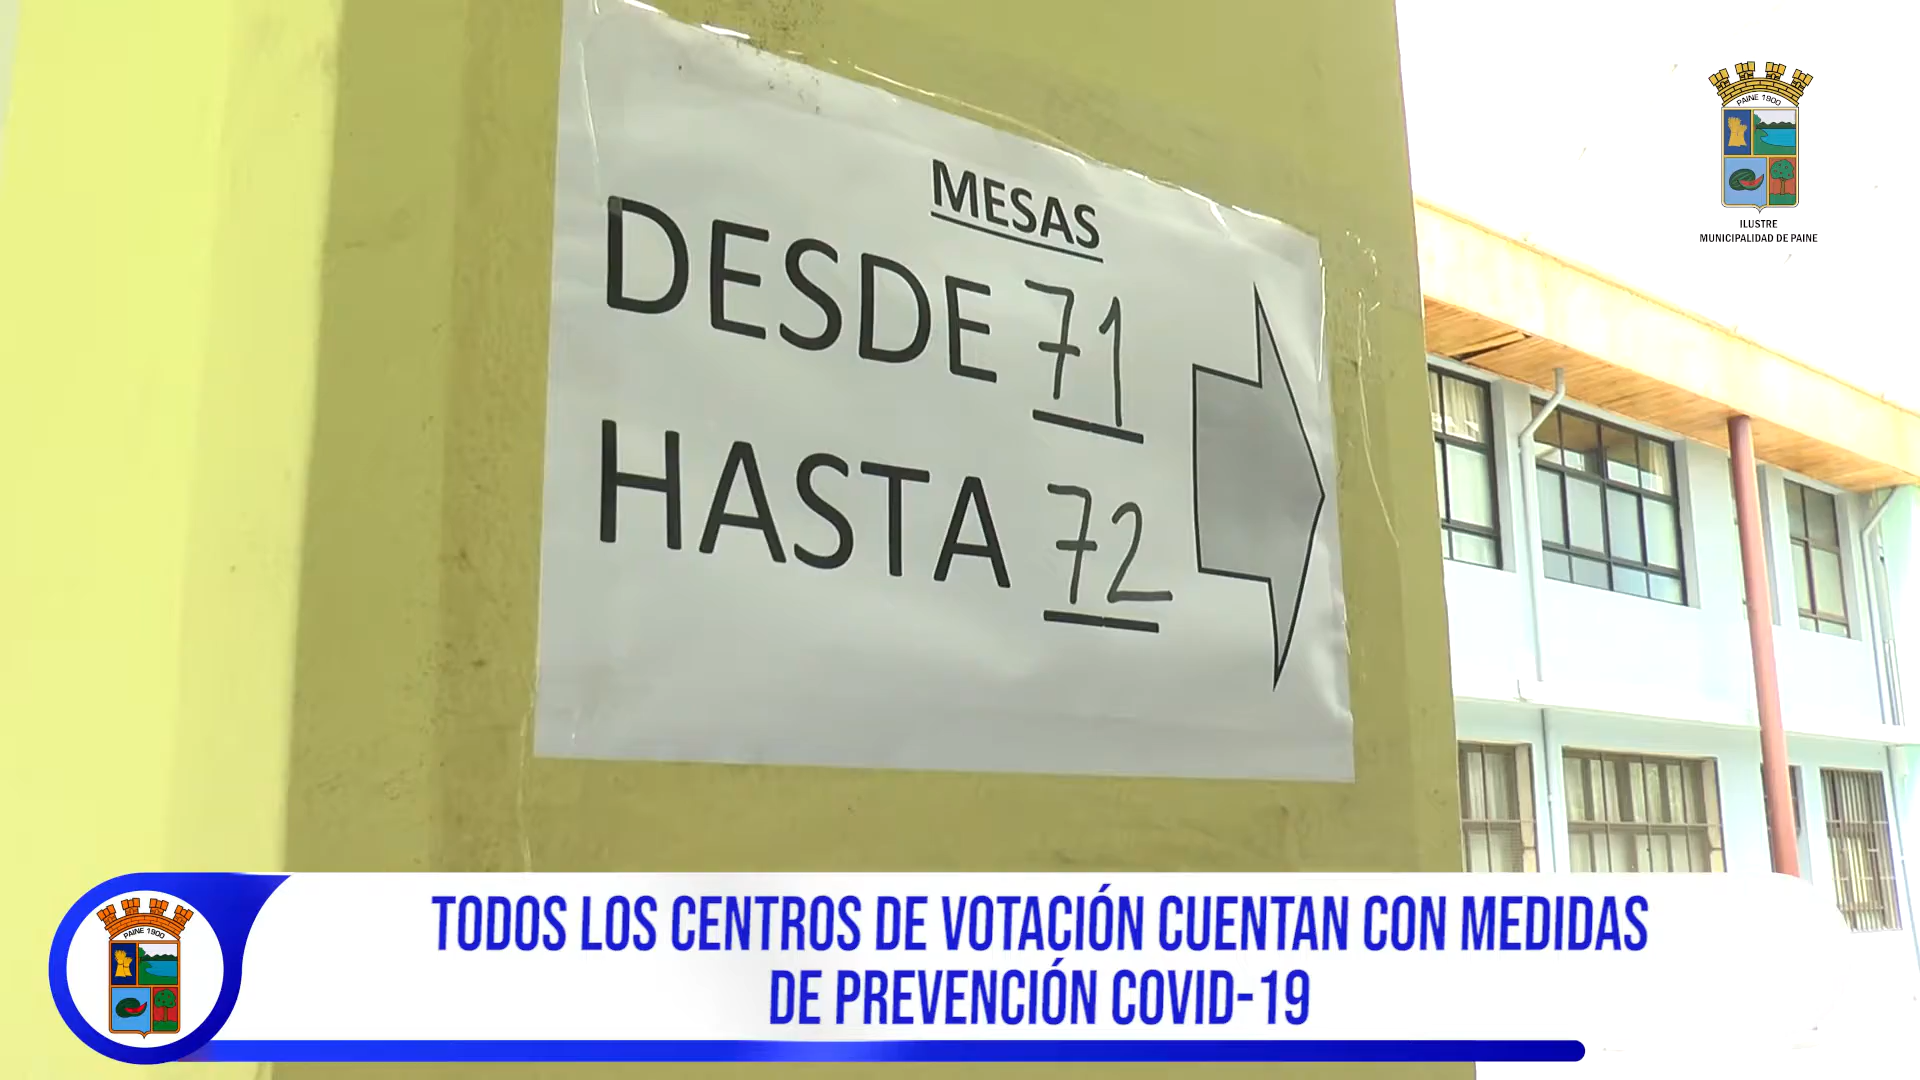 PAINE 1900
ILUSTRE
MUNICIPALIDAD DE PAINE
MESAS
DESDE 71
HASTA 72
TODOS LOS CENTROS DE VOTACIÓN CUENTAN CON MEDIDAS
DE PREVENCIÓN COVID-19
PAINE 1900